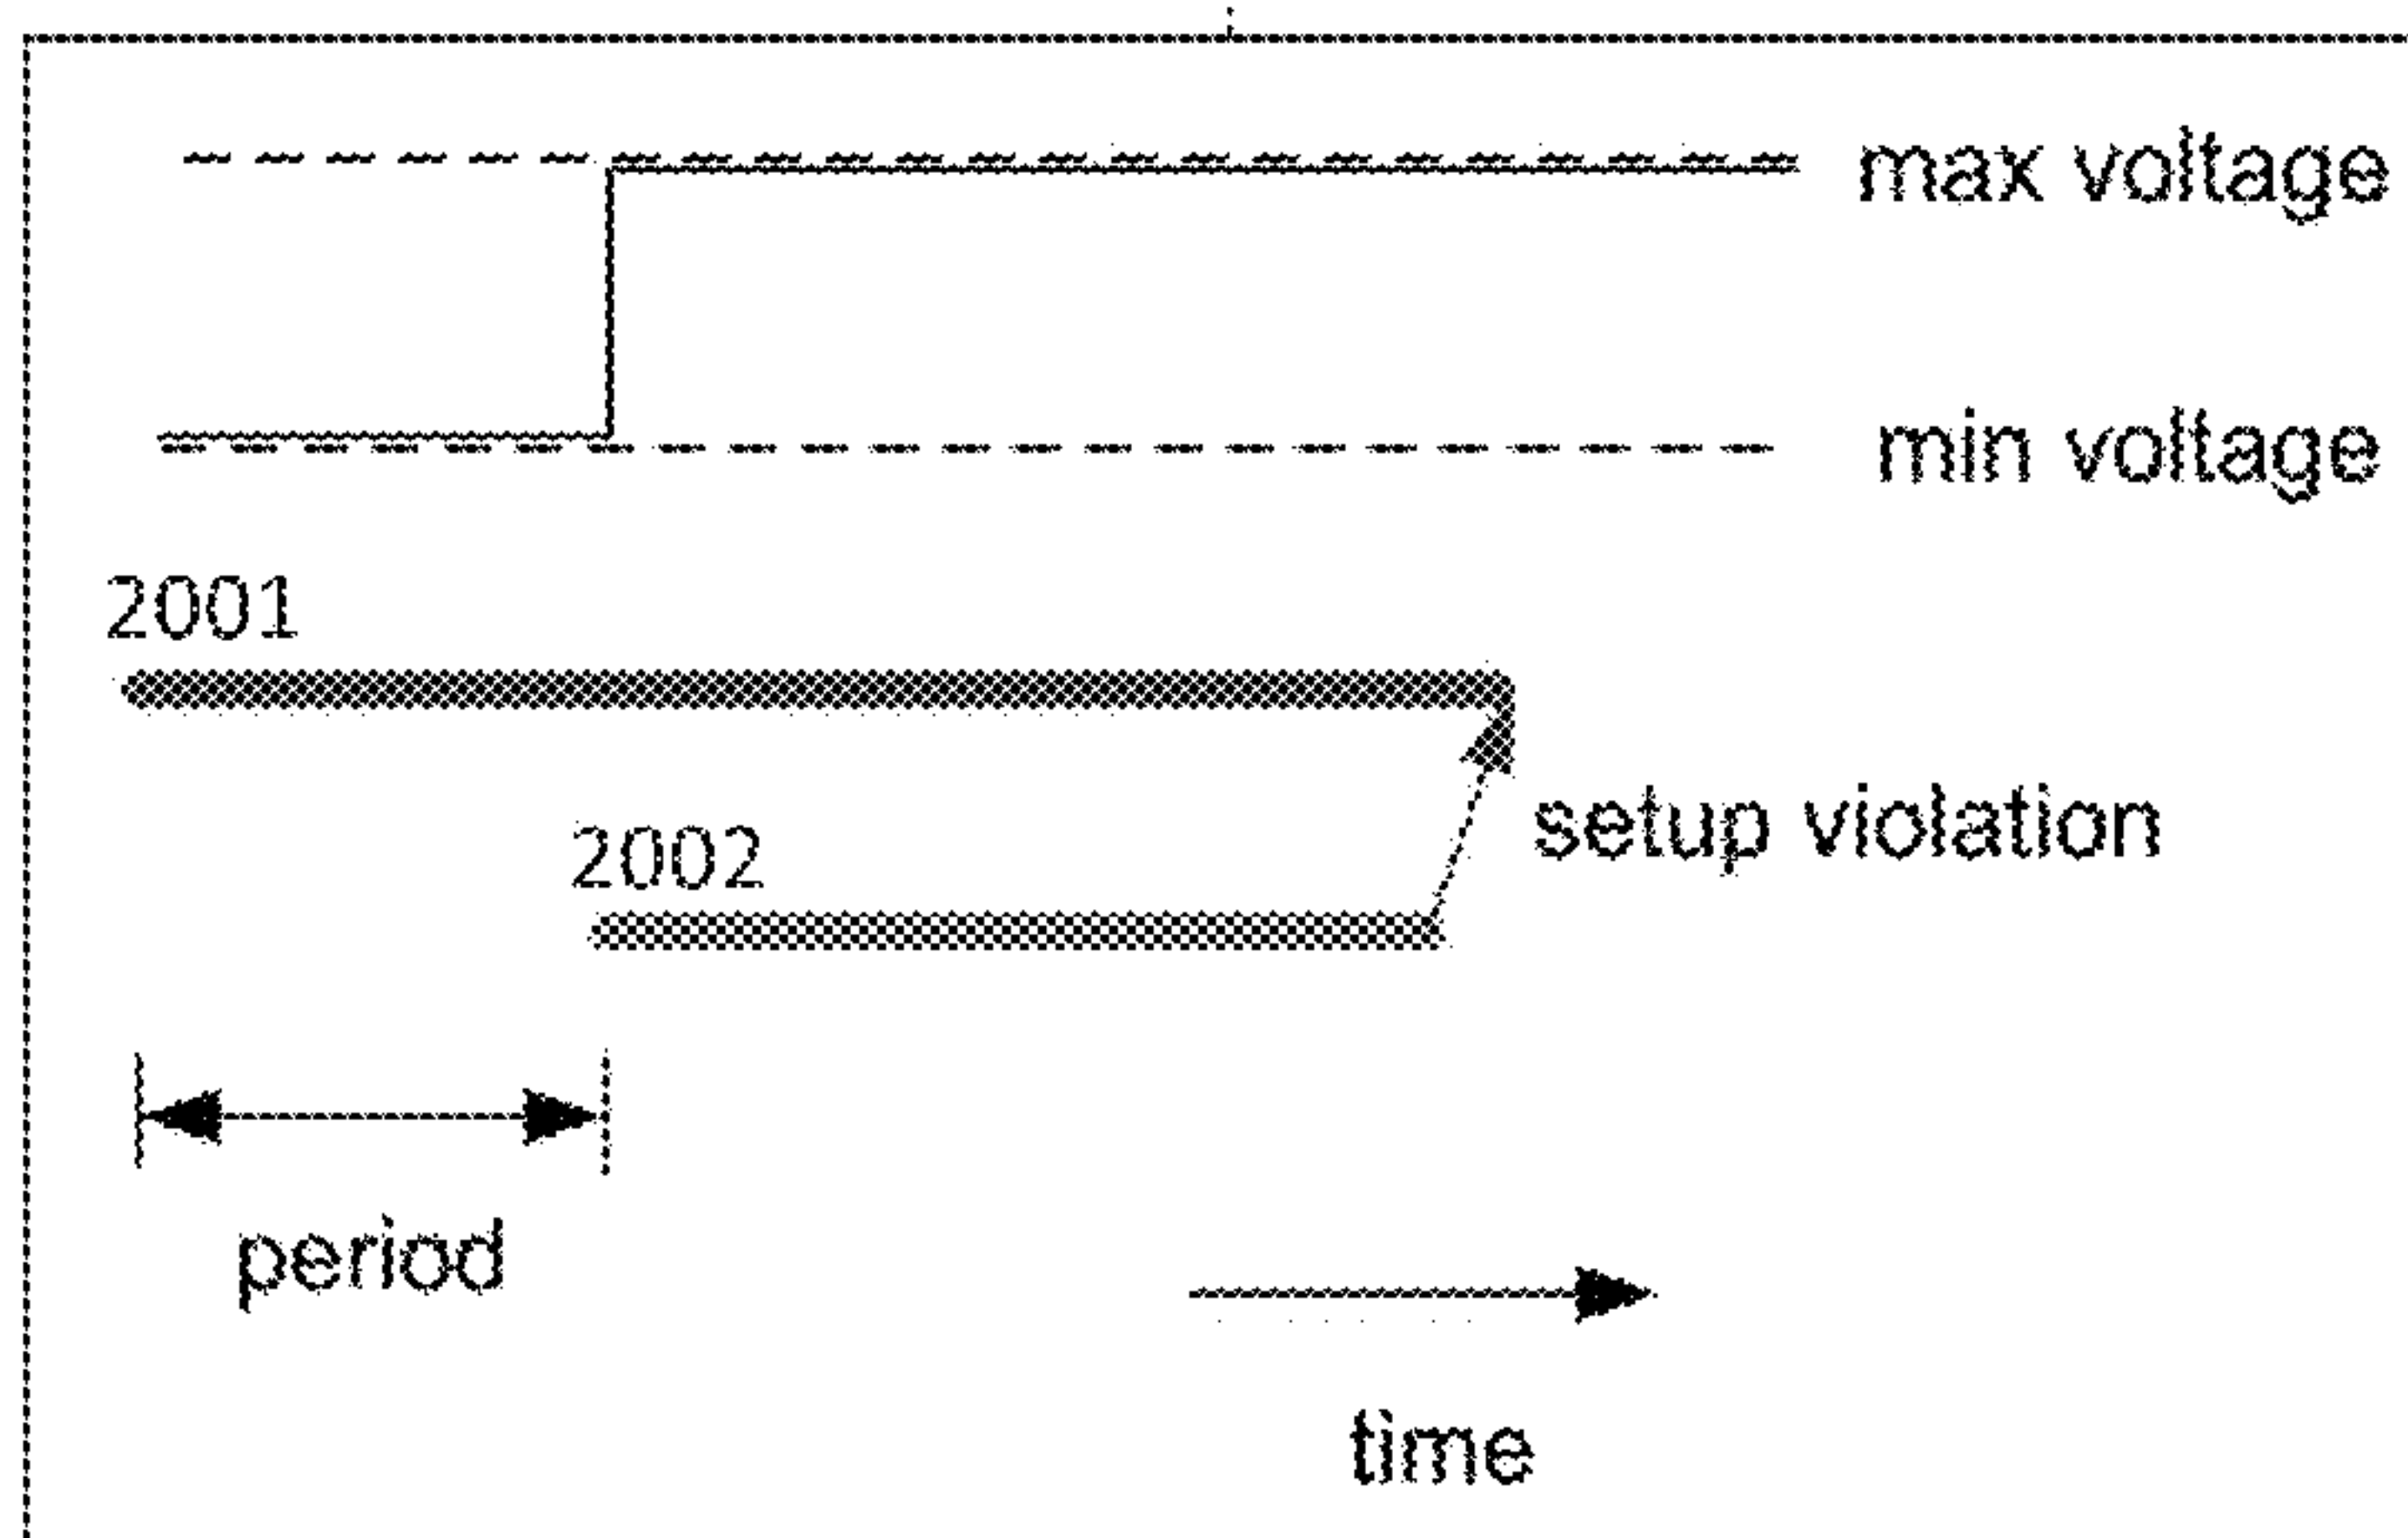 max voltage
min voltage
2001
setup violation
2002
period
time